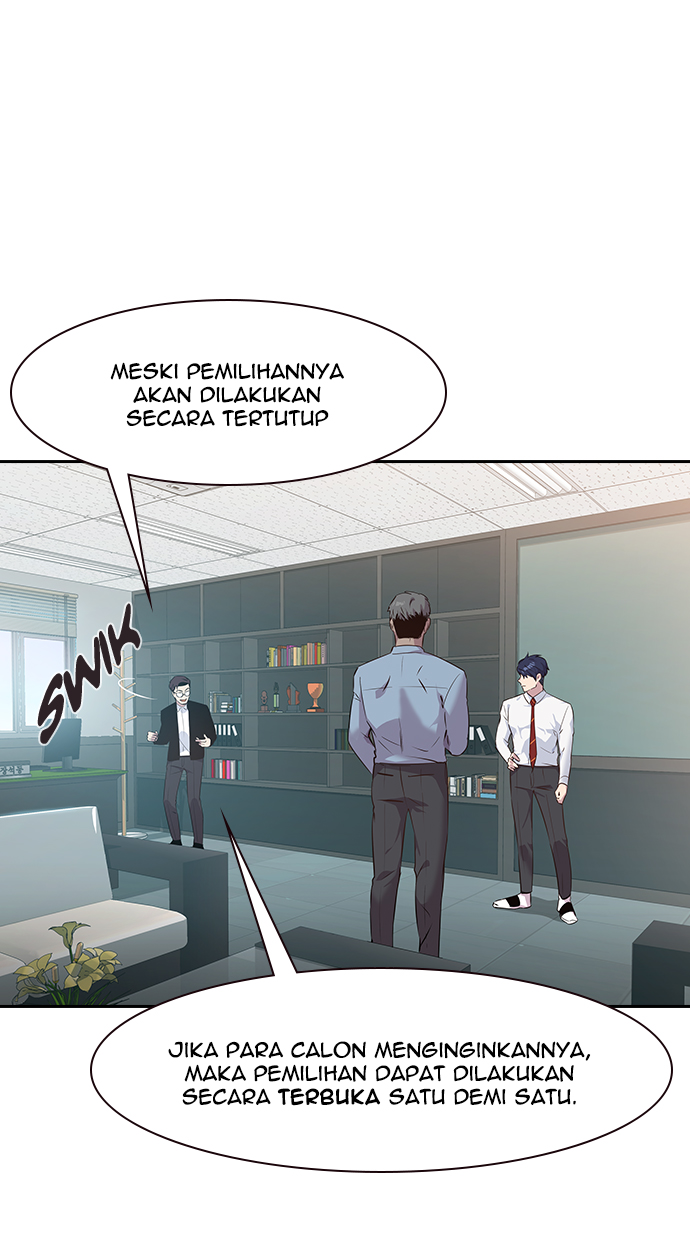 MESKI PEMILIHANNYA
AKAN DILAKUKAN
SECARA TERTUTUP
SWIK
JIKA PARA CALON MENGINGINKANNYA,
MAKA PEMILIHAN DAPAT DILAKUKAN
SECARA TERBUKA SATU DEMI SATU.